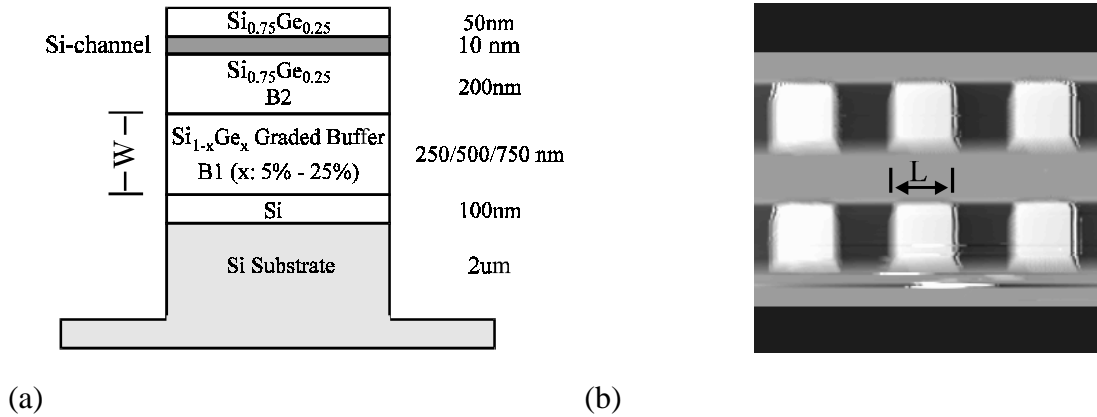 Si0.75Ge0.25 50nm
Si-channel 10 nm
Si0.75Ge0.25
B2 200nm
W
Si1-xGex Graded Buffer
B1 (x: 5% - 25%) 250/500/750 nm
Si 100nm
Si Substrate 2um
L
(a) (b)